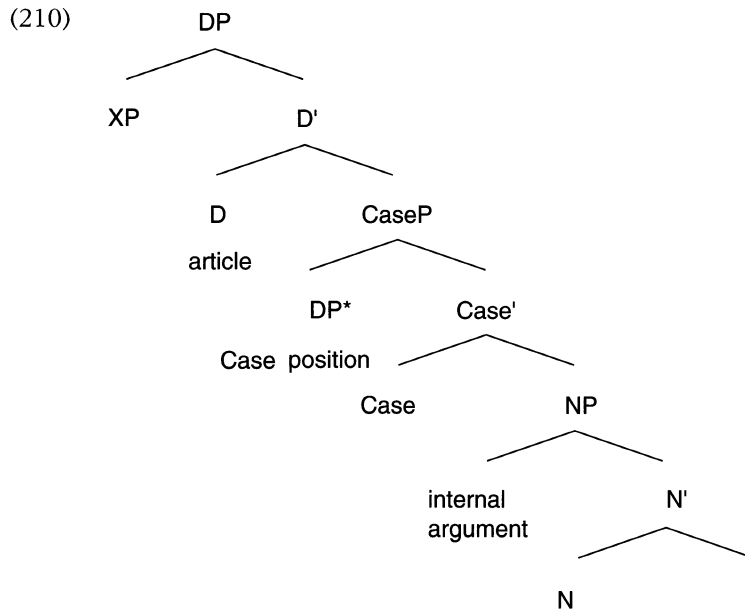 (210)
DP
XP D'
D CaseP
article
DP* Case'
Case position
Case NP
internal N'
argument
N